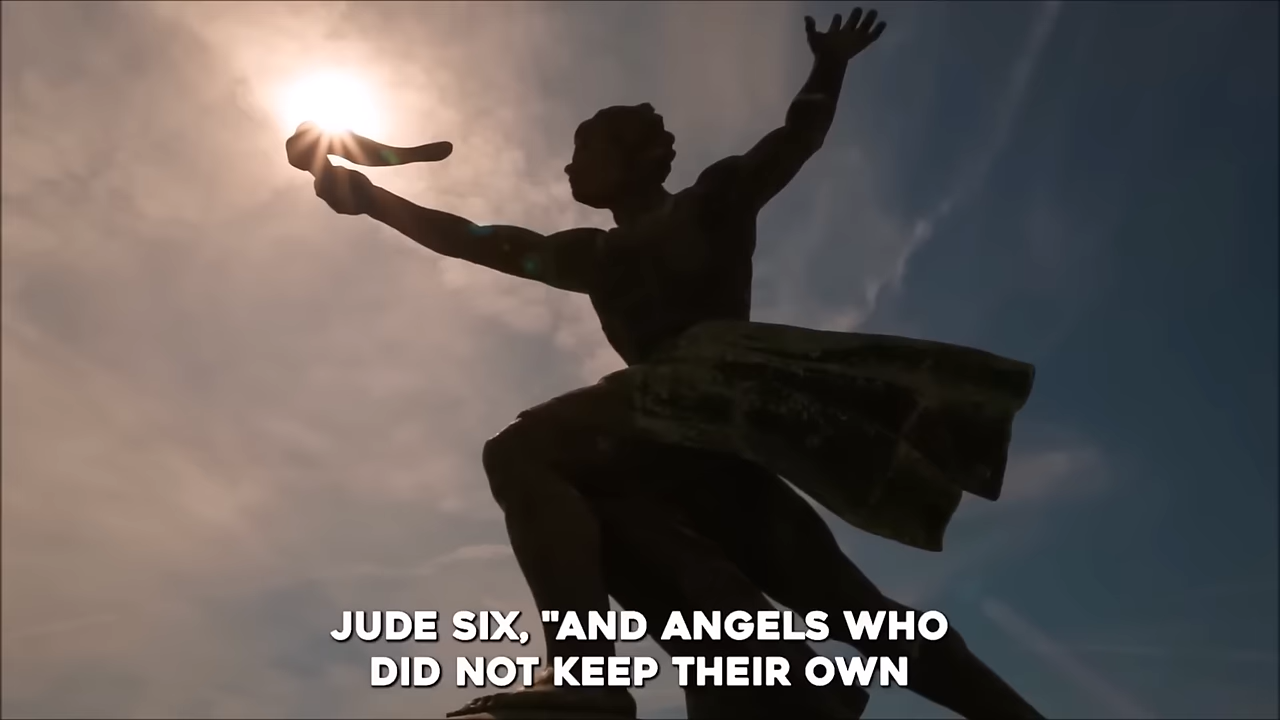 JUDE SIX, "AND ANGELS WHO
DID NOT KEEP THEIR OWN